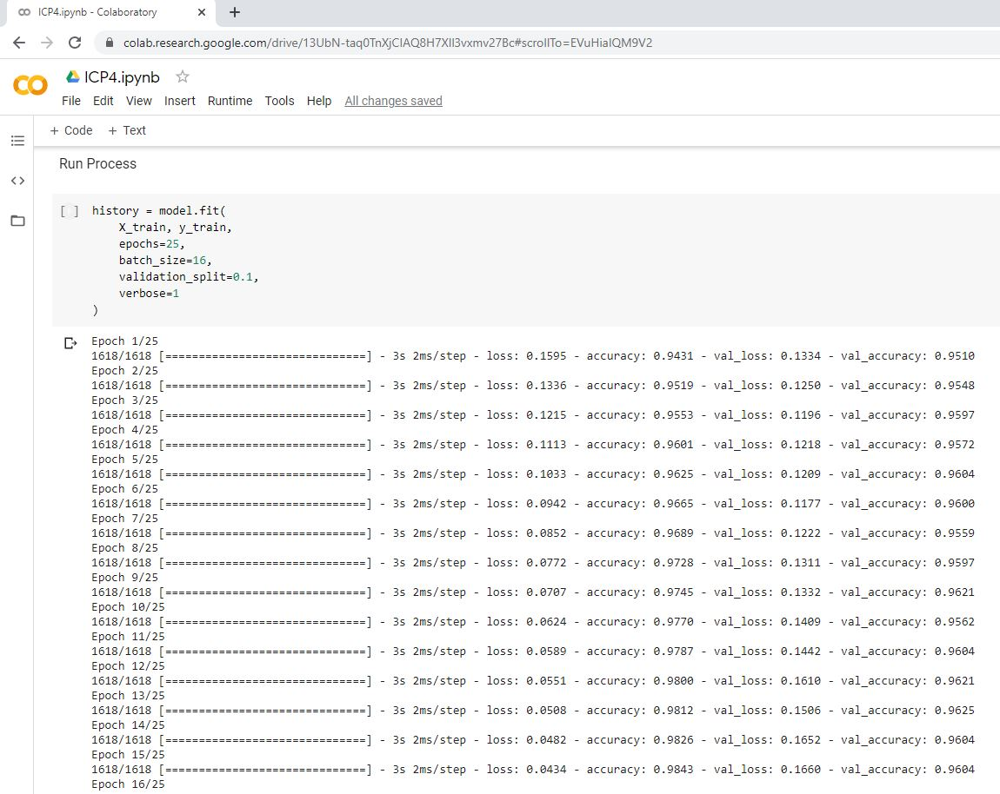 ICP4.ipynb - Colaboratory
colab.research.google.com/drive/13UbN-taq0TnXjCIAQ8H7XlI3vxmv27Bc#scrollTo=EVuHiaIQM9V2
ICP4.ipynb
File Edit View Insert Runtime Tools Help All changes saved
+ Code + Text
Run Process
[ ] history = model.fit(
X_train, y_train,
epochs=25,
batch_size=16,
validation_split=0.1,
verbose=1
)
Epoch 1/25
1618/1618 [==============================] - 3s 2ms/step - loss: 0.1595 - accuracy: 0.9431 - val_loss: 0.1334 - val_accuracy: 0.9510
Epoch 2/25
1618/1618 [==============================] - 3s 2ms/step - loss: 0.1336 - accuracy: 0.9519 - val_loss: 0.1250 - val_accuracy: 0.9548
Epoch 3/25
1618/1618 [==============================] - 3s 2ms/step - loss: 0.1215 - accuracy: 0.9553 - val_loss: 0.1196 - val_accuracy: 0.9597
Epoch 4/25
1618/1618 [==============================] - 3s 2ms/step - loss: 0.1113 - accuracy: 0.9601 - val_loss: 0.1218 - val_accuracy: 0.9572
Epoch 5/25
1618/1618 [==============================] - 3s 2ms/step - loss: 0.1033 - accuracy: 0.9625 - val_loss: 0.1209 - val_accuracy: 0.9604
Epoch 6/25
1618/1618 [==============================] - 3s 2ms/step - loss: 0.0942 - accuracy: 0.9665 - val_loss: 0.1177 - val_accuracy: 0.9600
Epoch 7/25
1618/1618 [==============================] - 3s 2ms/step - loss: 0.0852 - accuracy: 0.9689 - val_loss: 0.1222 - val_accuracy: 0.9559
Epoch 8/25
1618/1618 [==============================] - 3s 2ms/step - loss: 0.0772 - accuracy: 0.9728 - val_loss: 0.1311 - val_accuracy: 0.9597
Epoch 9/25
1618/1618 [==============================] - 3s 2ms/step - loss: 0.0707 - accuracy: 0.9745 - val_loss: 0.1332 - val_accuracy: 0.9621
Epoch 10/25
1618/1618 [==============================] - 3s 2ms/step - loss: 0.0624 - accuracy: 0.9770 - val_loss: 0.1409 - val_accuracy: 0.9562
Epoch 11/25
1618/1618 [==============================] - 3s 2ms/step - loss: 0.0589 - accuracy: 0.9787 - val_loss: 0.1442 - val_accuracy: 0.9604
Epoch 12/25
1618/1618 [==============================] - 3s 2ms/step - loss: 0.0551 - accuracy: 0.9800 - val_loss: 0.1610 - val_accuracy: 0.9621
Epoch 13/25
1618/1618 [==============================] - 3s 2ms/step - loss: 0.0508 - accuracy: 0.9812 - val_loss: 0.1506 - val_accuracy: 0.9625
Epoch 14/25
1618/1618 [==============================] - 3s 2ms/step - loss: 0.0482 - accuracy: 0.9826 - val_loss: 0.1652 - val_accuracy: 0.9604
Epoch 15/25
1618/1618 [==============================] - 3s 2ms/step - loss: 0.0434 - accuracy: 0.9843 - val_loss: 0.1660 - val_accuracy: 0.9604
Epoch 16/25